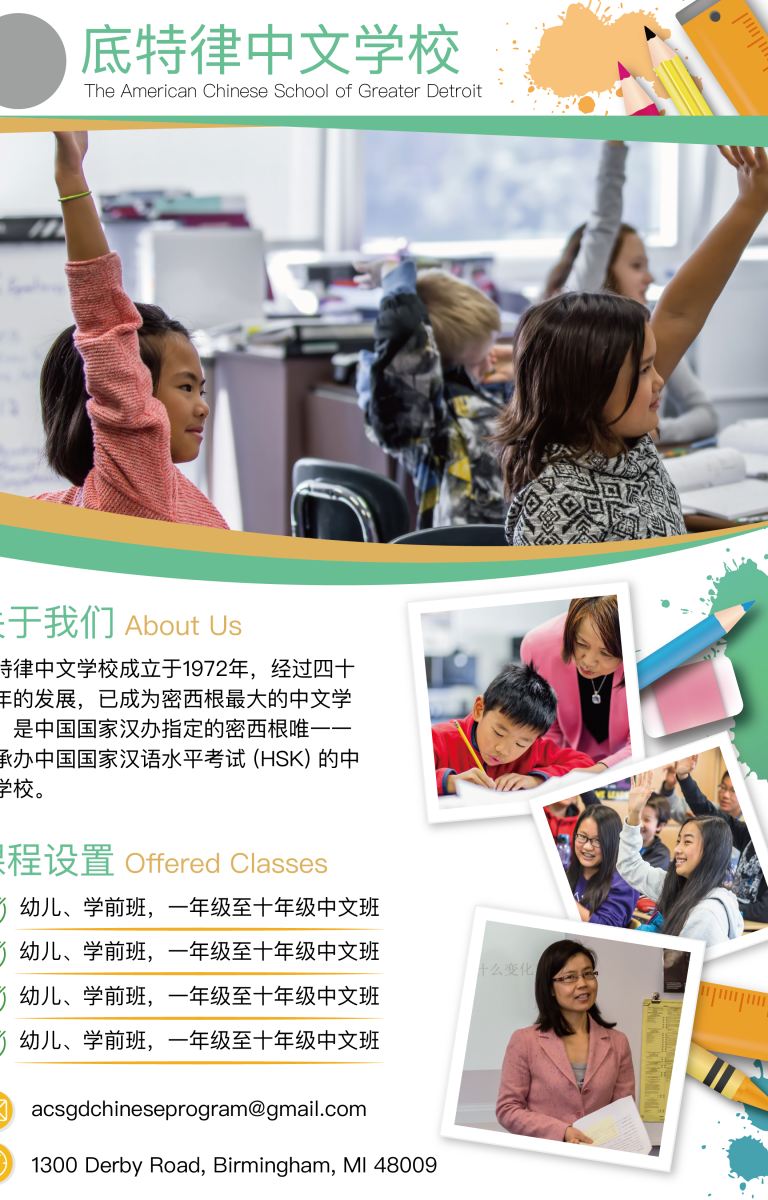 底特律中文学校
The American Chinese School of Greater Detroit
关于我们 About Us
特律中文学校成立于1972年，经过四十
年的发展，已成为密西根最大的中文学
是中国国家汉办指定的密西根唯一一
承办中国国家汉语水平考试 (HSK) 的中
学校。
课程设置 Offered Classes
幼儿、学前班，一年级至十年级中文班
幼儿、学前班，一年级至十年级中文班
幼儿、学前班，一年级至十年级中文班
幼儿、学前班，一年级至十年级中文班
什么变化
acsgdchineseprogram@gmail.com
1300 Derby Road, Birmingham, MI 48009